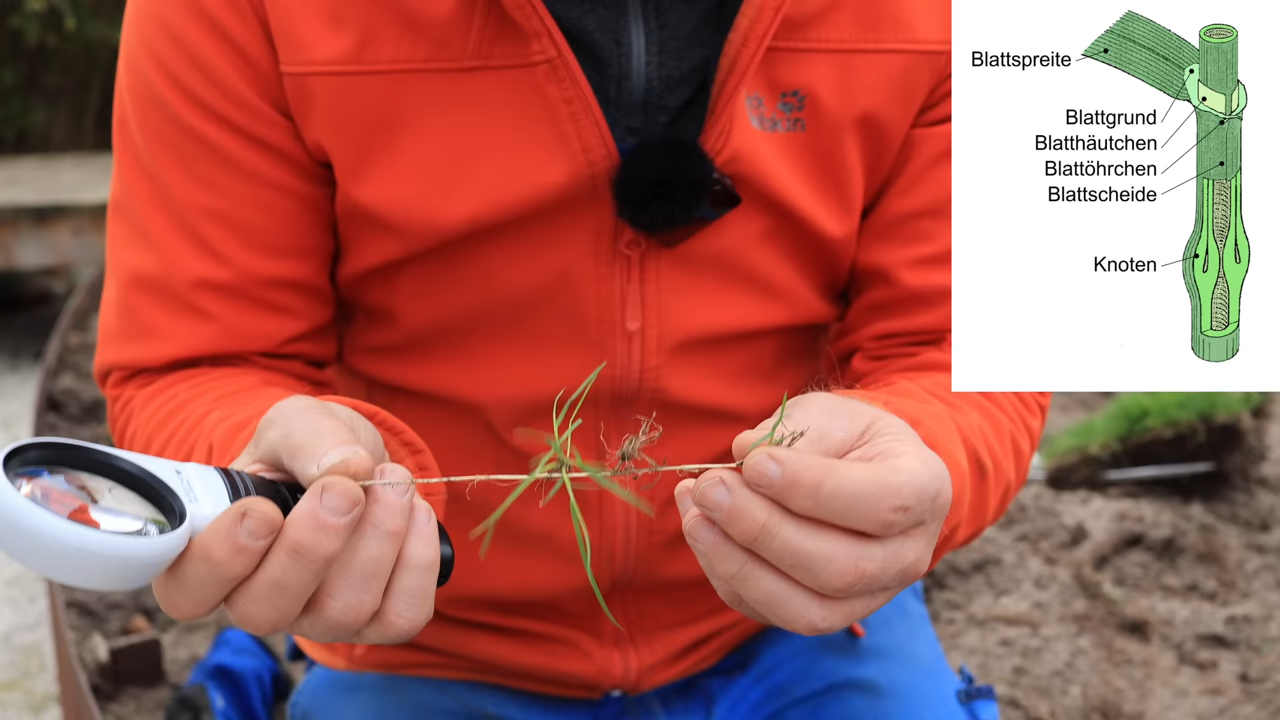 Blattspreite
Blattgrund
Blatthäutchen
Blattöhrchen
Blattscheide
Knoten